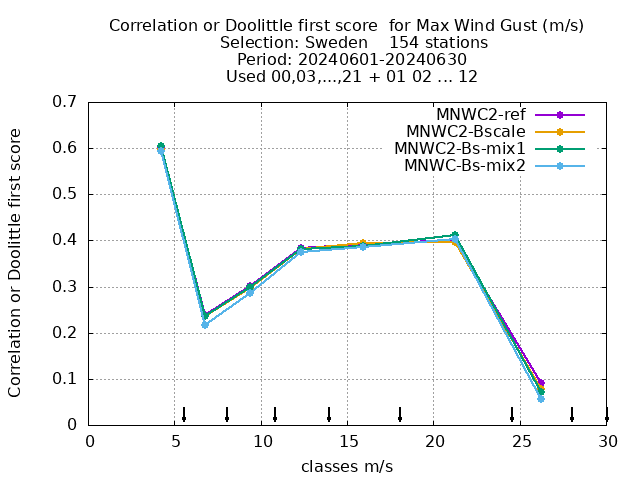 Correlation or Doolittle first score  for Max Wind Gust (m/s)
Selection: Sweden    154 stations
Period: 20240601-20240630
Used 00,03,...,21 + 01 02 ... 12
MNWC2-ref
MNWC2-Bscale
MNWC2-Bs-mix1
MNWC-Bs-mix2
Correlation or Doolittle first score
0.7
0.6
0.5
0.4
0.3
0.2
0.1
0
0 5 10 15 20 25 30
classes m/s